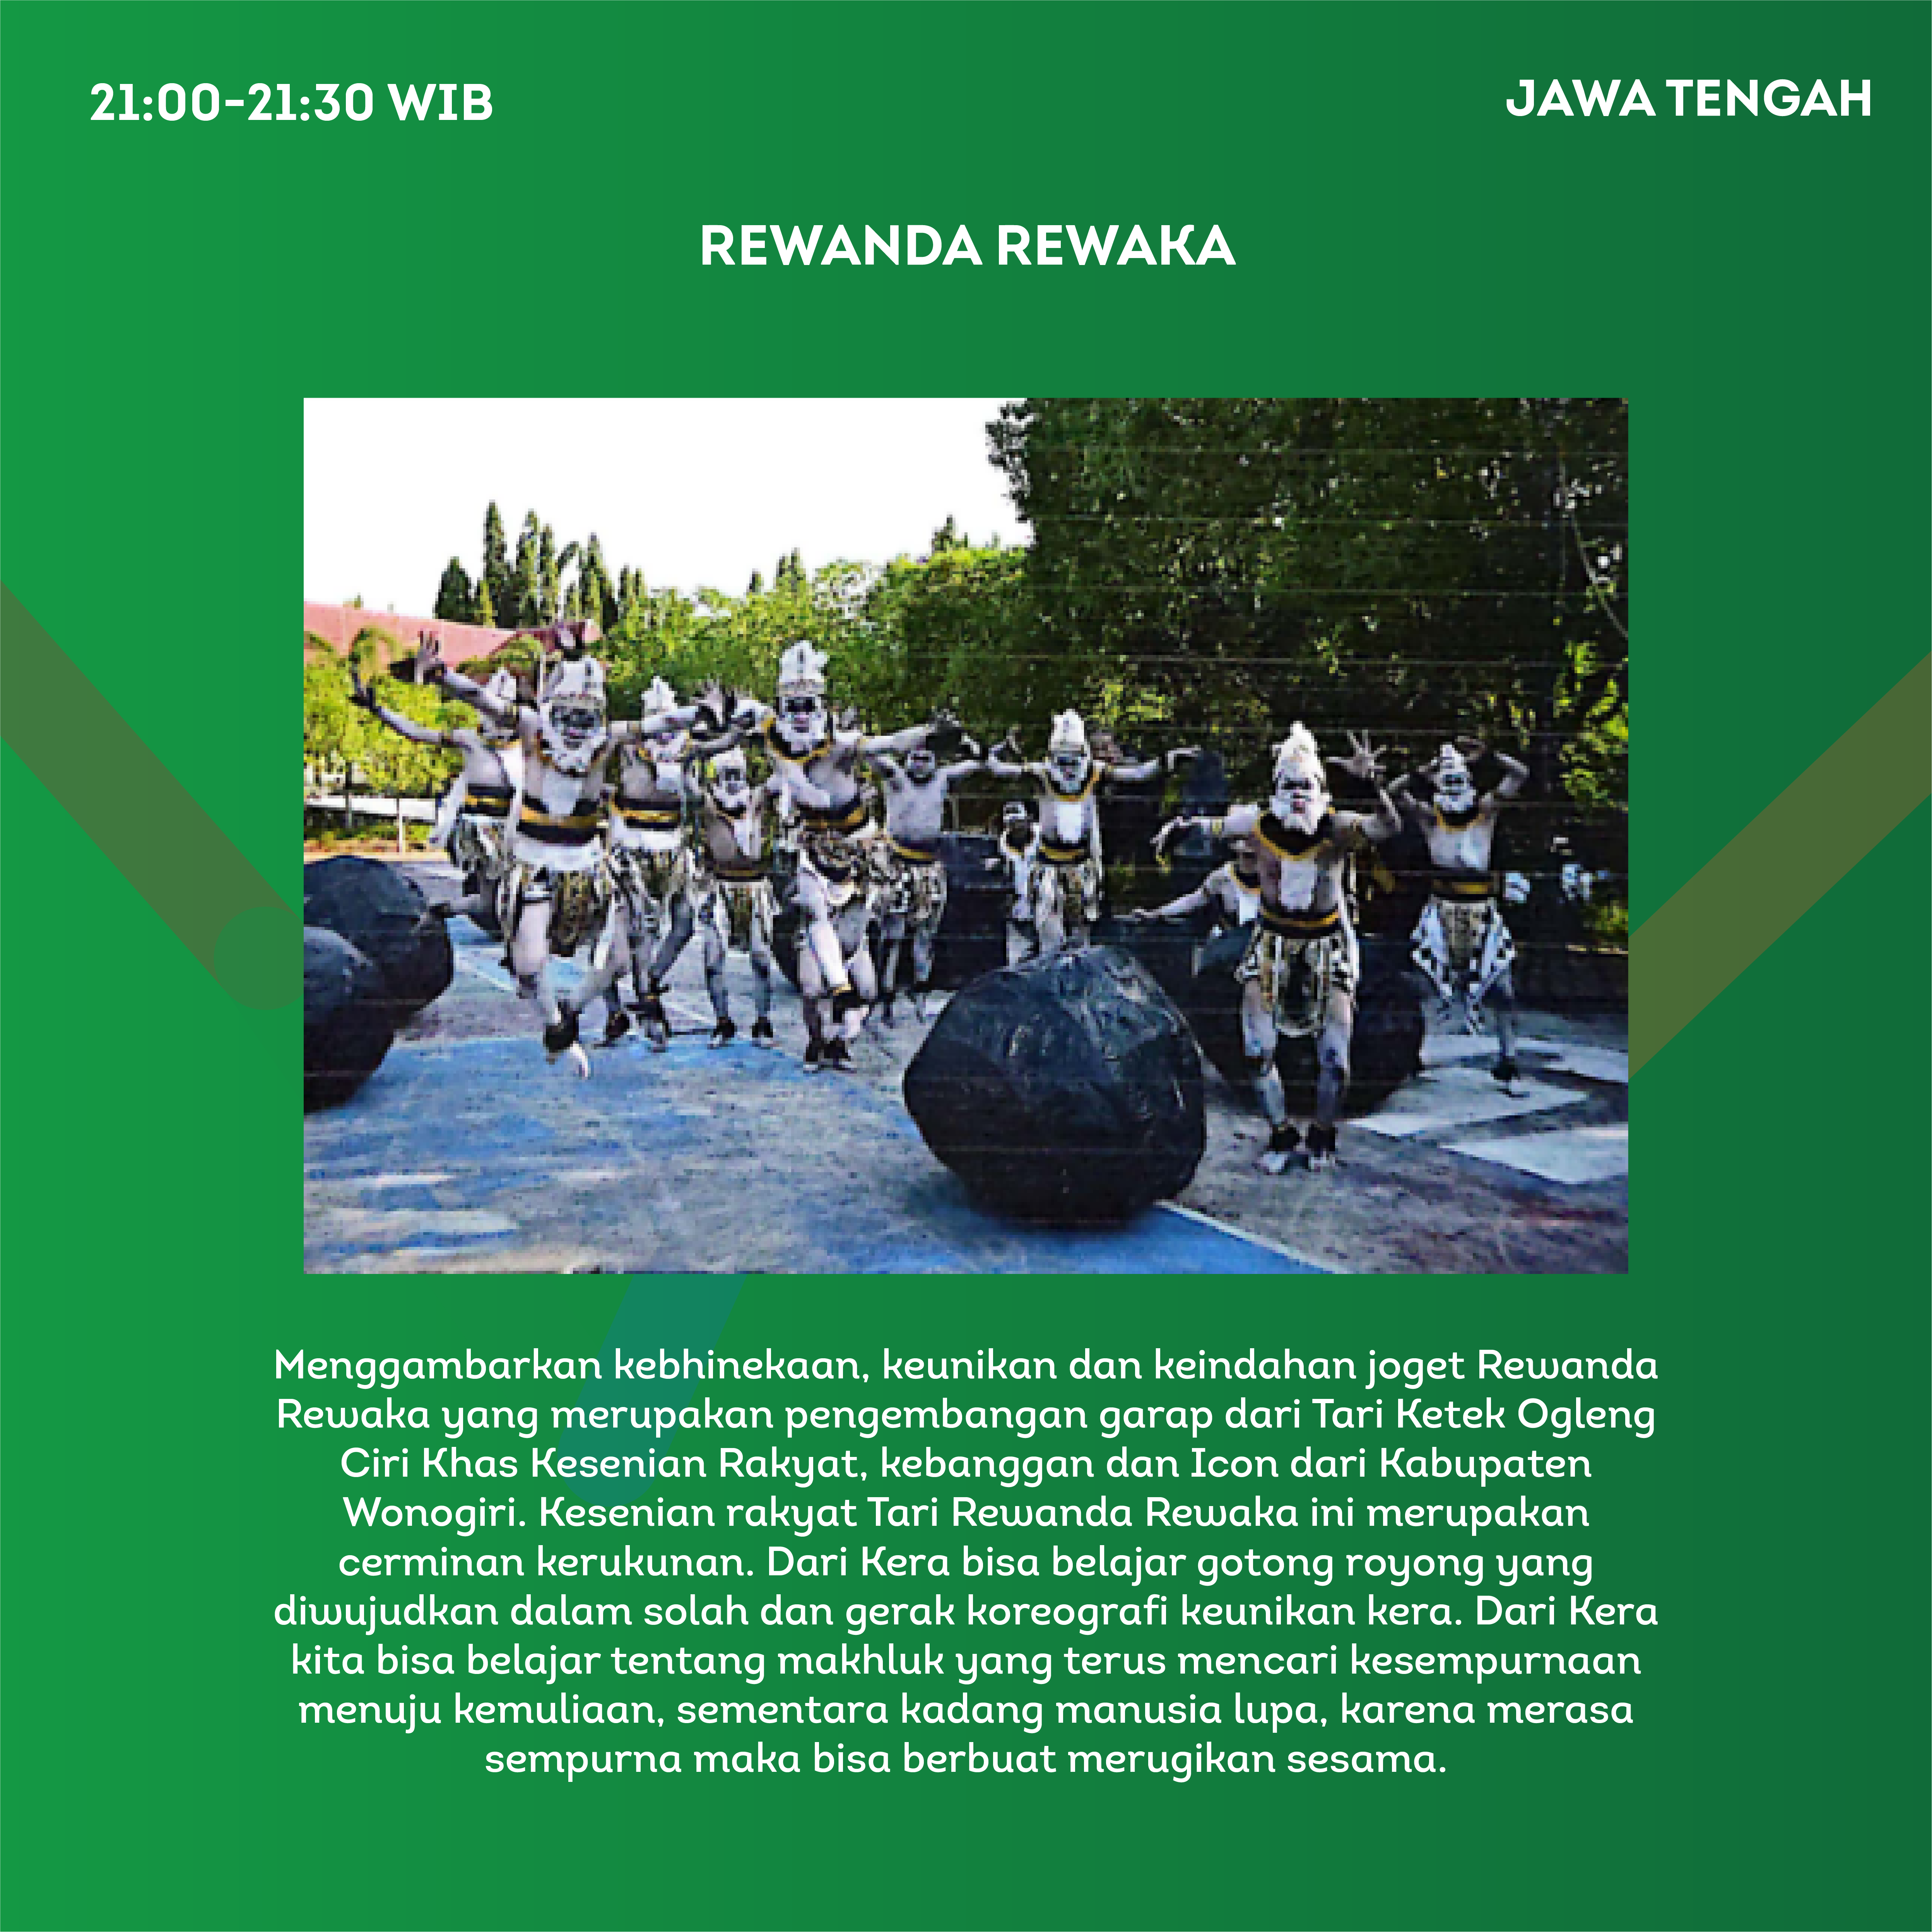 21:00-21:30 WIB
JAWA TENGAH
REWANDA REWAKA
Menggambarkan kebhinekaan, keunikan dan keindahan joget Rewanda
Rewaka yang merupakan pengembangan garap dari Tari Ketek Ogleng
Ciri Khas Kesenian Rakyat, kebanggan dan Icon dari Kabupaten
Wonogiri. Kesenian rakyat Tari Rewanda Rewaka ini merupakan
cerminan kerukunan. Dari Kera bisa belajar gotong royong yang
diwujudkan dalam solah dan gerak koreografi keunikan kera. Dari Kera
kita bisa belajar tentang makhluk yang terus mencari kesempurnaan
menuju kemuliaan, sementara kadang manusia lupa, karena merasa
sempurna maka bisa berbuat merugikan sesama.